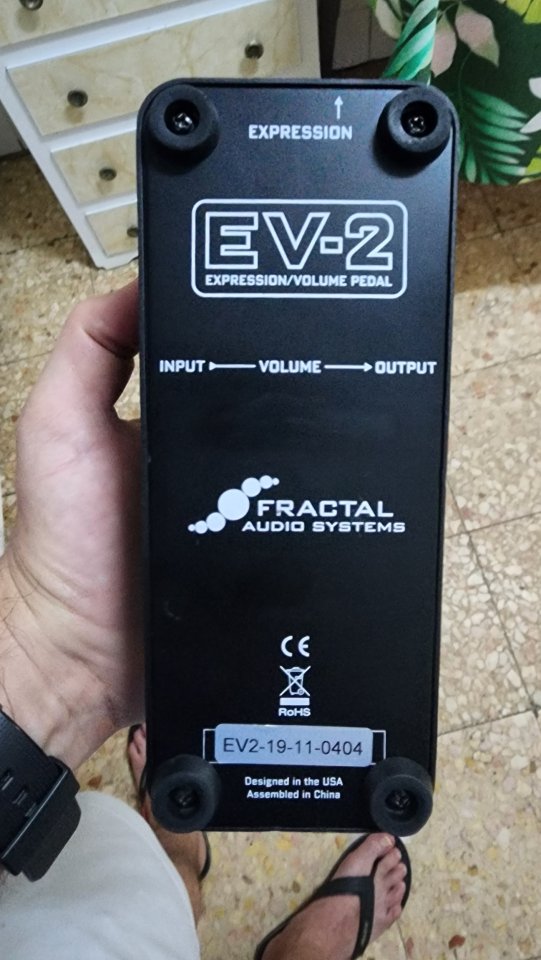 EXPRESSION
EV-2
EXPRESSION/VOLUME PEDAL
INPUT VOLUME OUTPUT
FRACTAL
AUDIO SYSTEMS
CE
RoHS
EV2-19-11-0404
Designed in the USA
Assembled in China